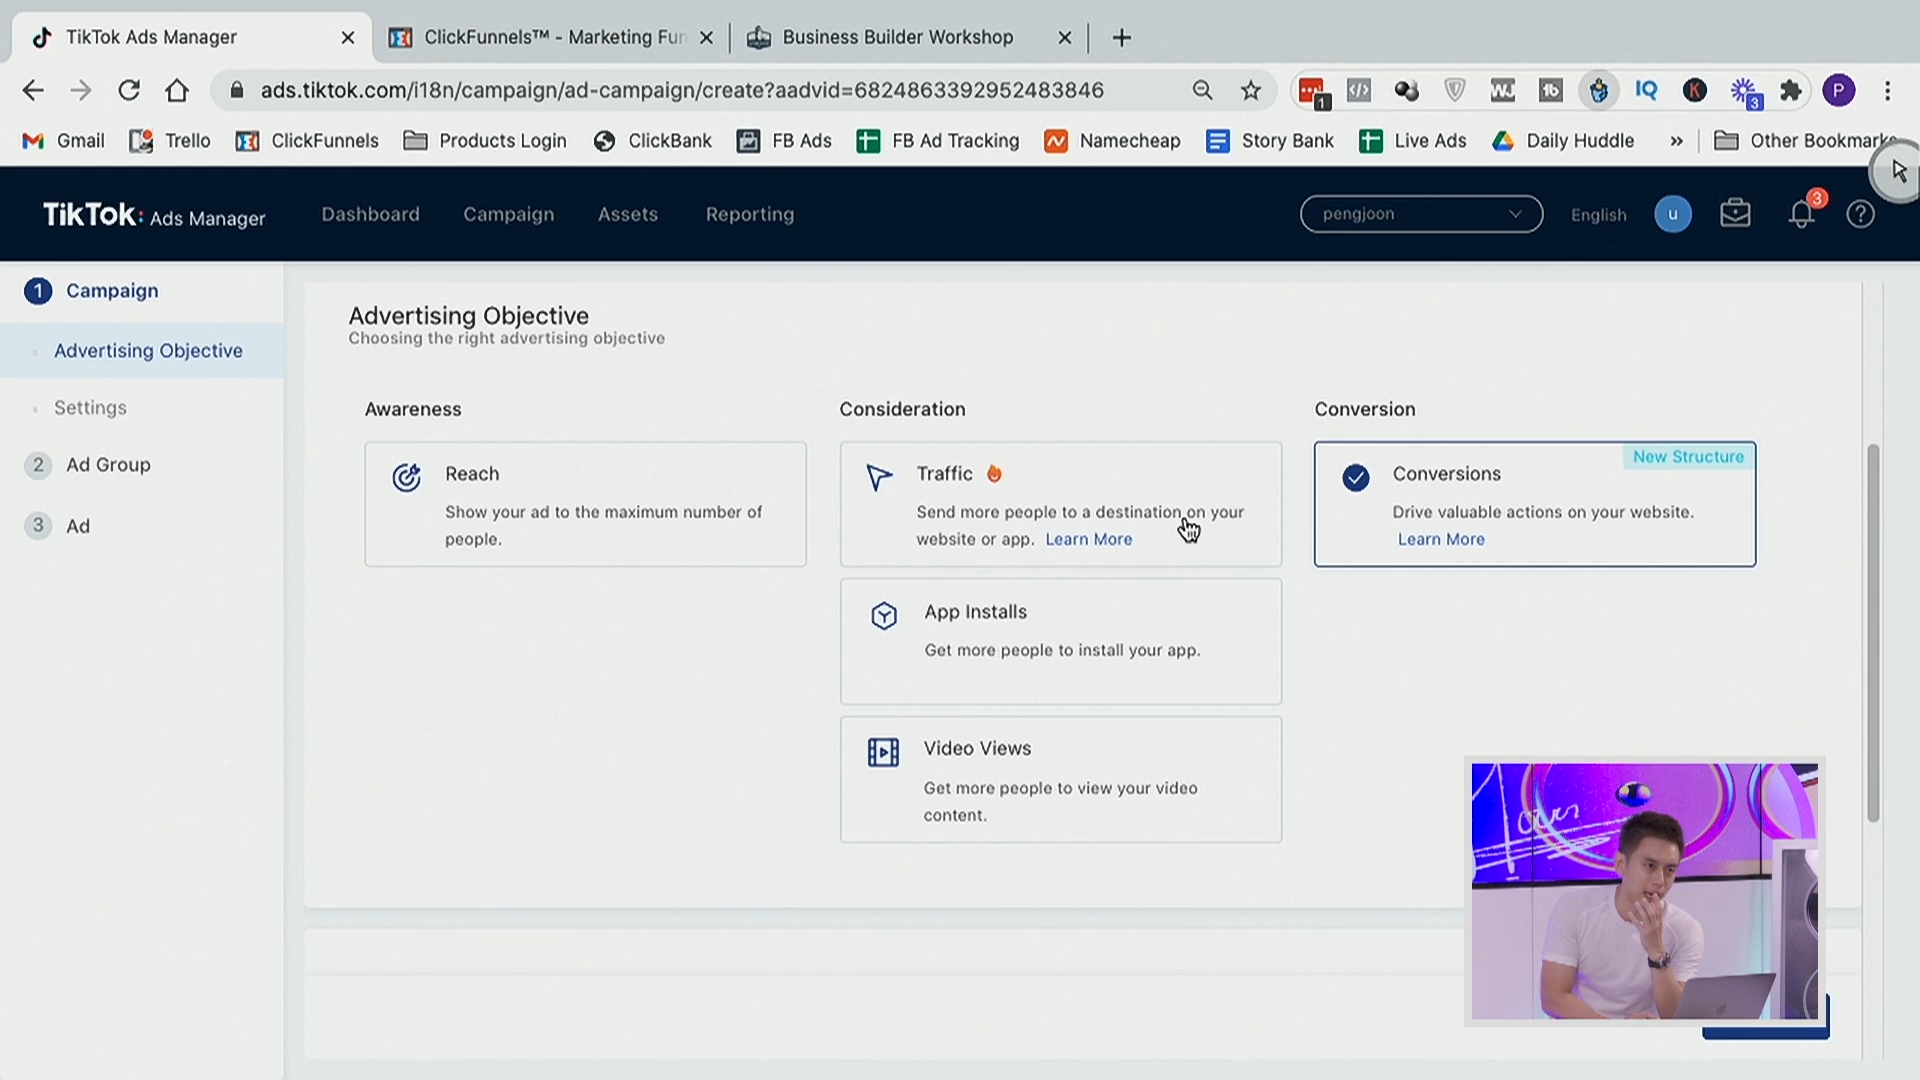 TikTok Ads Manager
ClickFunnels™ - Marketing Fun
Business Builder Workshop
ads.tiktok.com/i18n/campaign/ad-campaign/create?aadvid=6824863392952483846
1
IQ
K
3
P
Gmail
Trello
ClickFunnels
Products Login
ClickBank
FB Ads
FB Ad Tracking
Namecheap
Story Bank
Live Ads
Daily Huddle
»
Other Bookmarks
TikTok: Ads Manager
Dashboard
Campaign
Assets
Reporting
pengjoon
English
u
3
?
1 Campaign
Advertising Objective
Settings
2 Ad Group
3 Ad
Advertising Objective
Choosing the right advertising objective
Awareness
Reach
Show your ad to the maximum number of
people.
Consideration
Traffic
Send more people to a destination on your
website or app. Learn More
App Installs
Get more people to install your app.
Video Views
Get more people to view your video
content.
Conversion
New Structure
Conversions
Drive valuable actions on your website.
Learn More